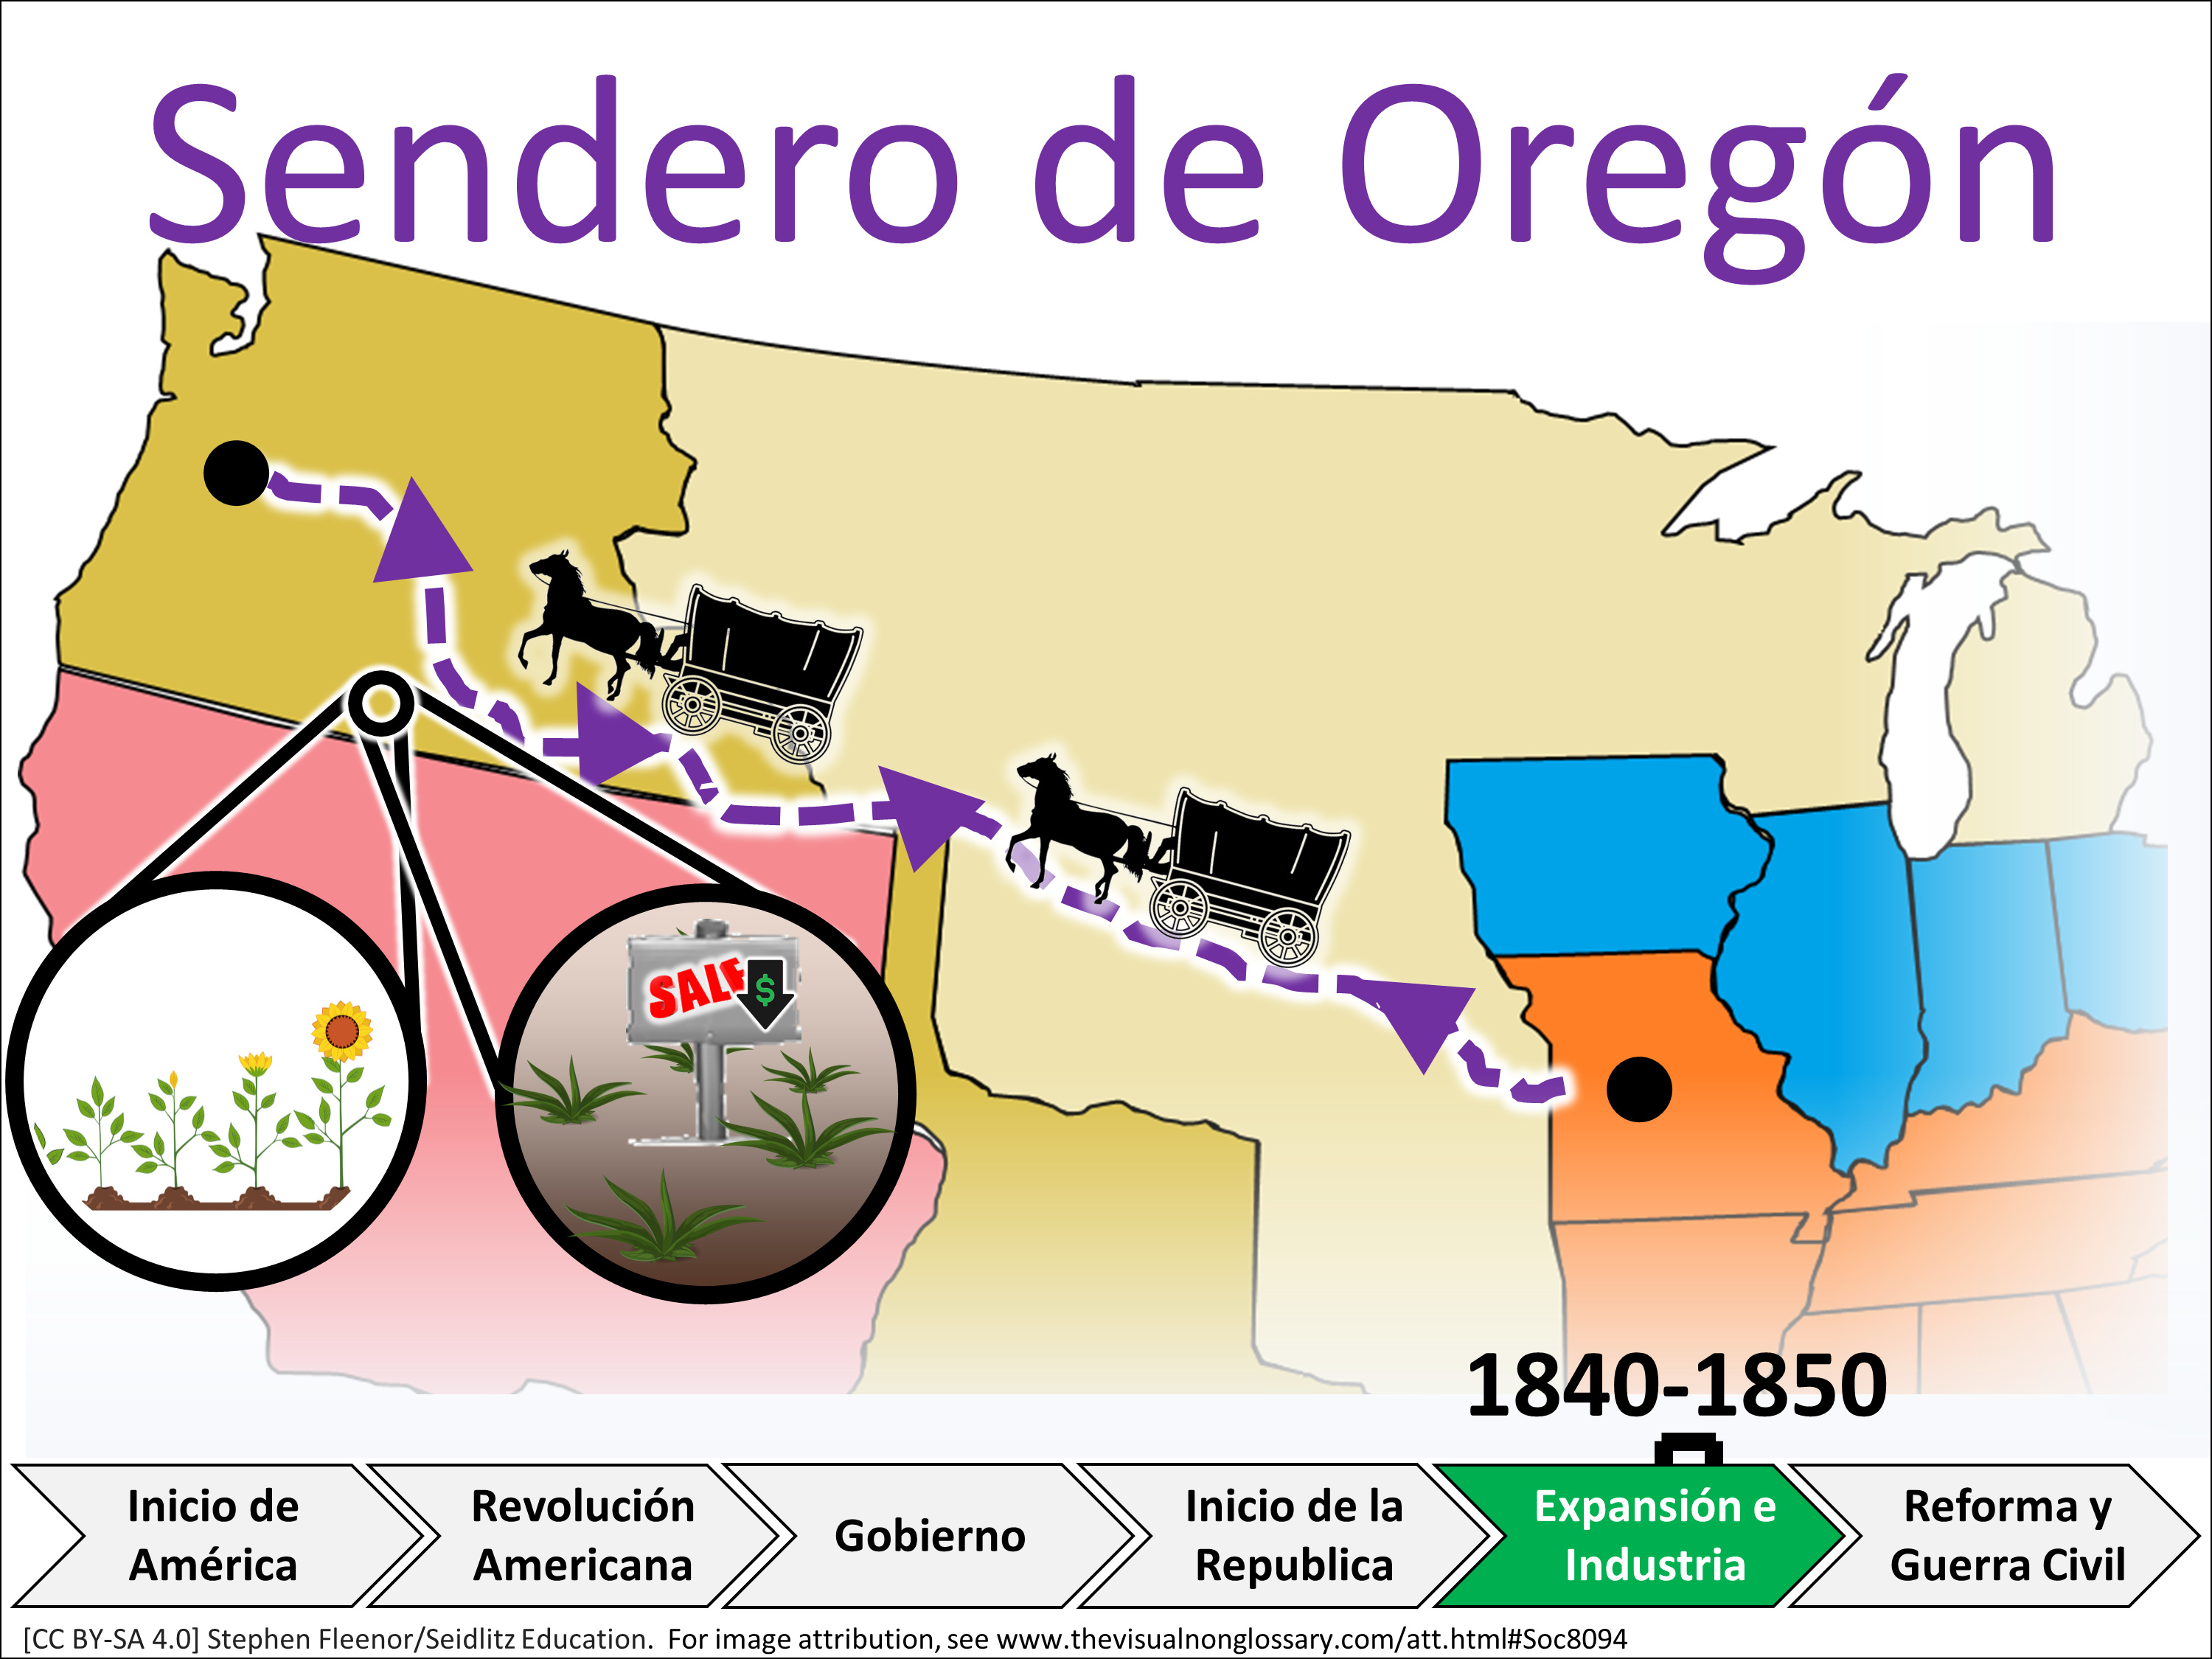 Sendero de Oregón
SALE
$
1840-1850
Inicio de
América
Revolución
Americana
Gobierno
Inicio de la
Republica
Expansión e
Industria
Reforma y
Guerra Civil
[CC BY-SA 4.0] Stephen Fleenor/Seidlitz Education.  For image attribution, see www.thevisualnonglossary.com/att.html#Soc8094